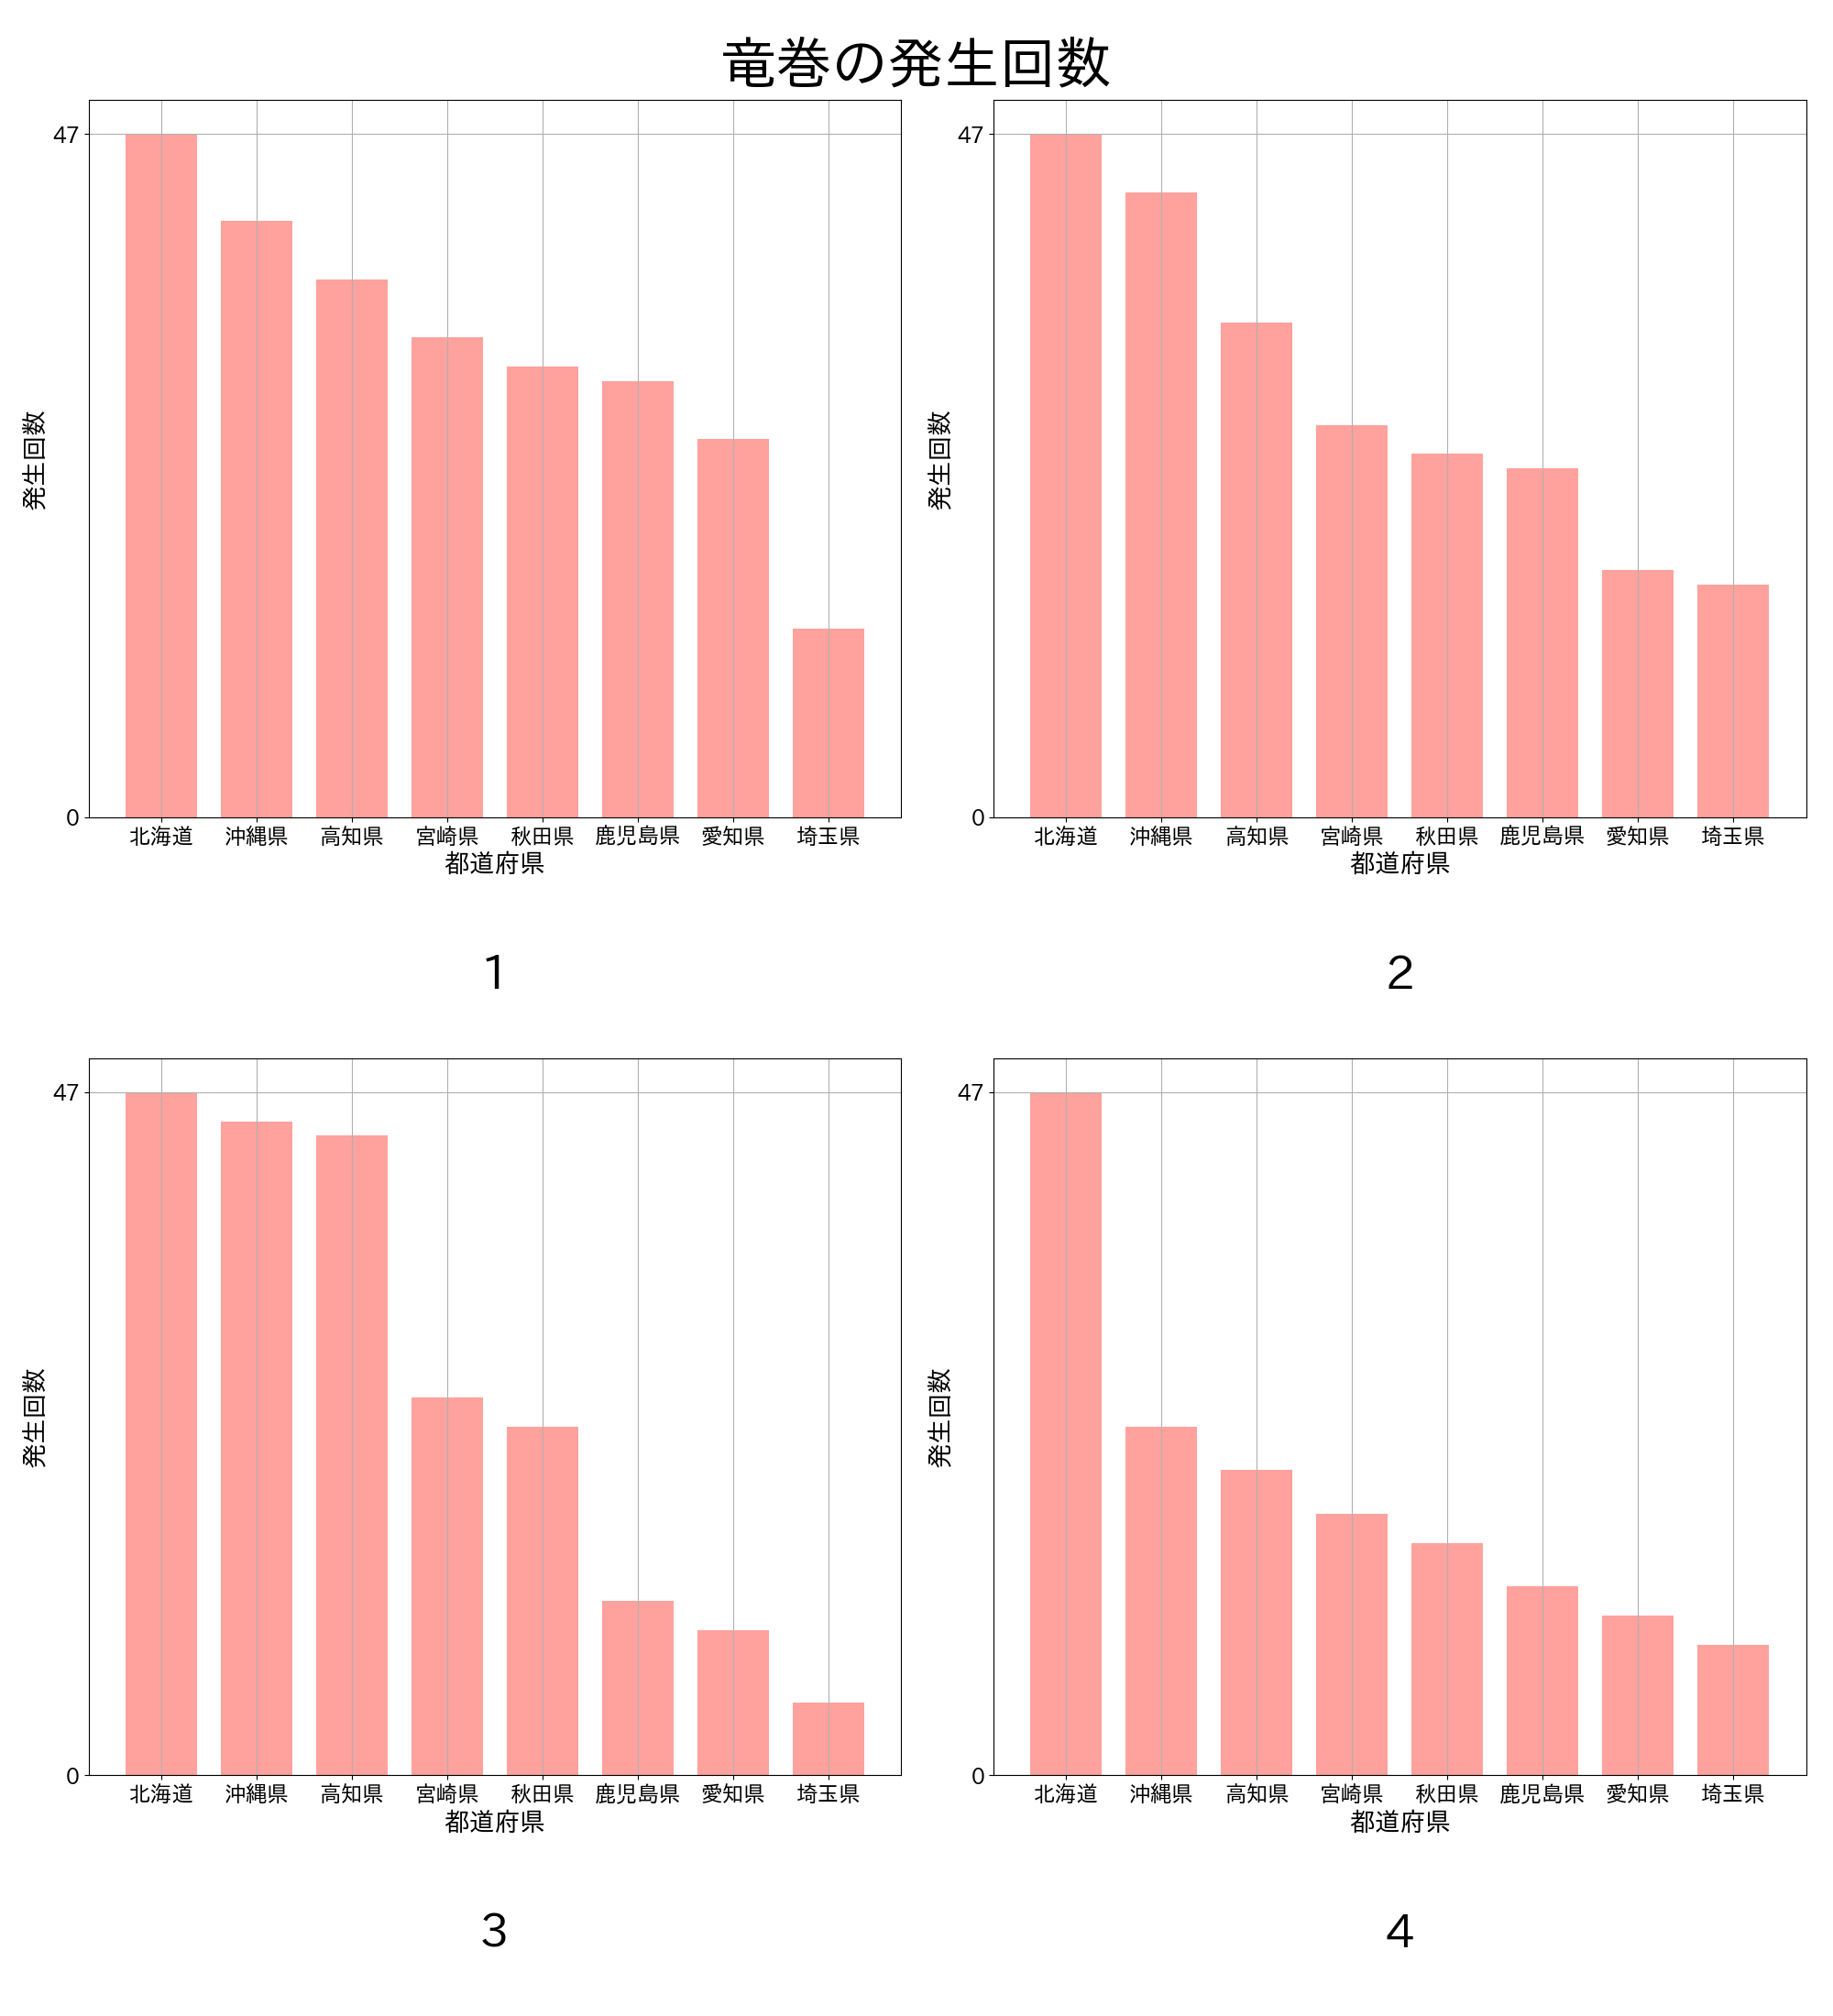 竜巻の発生回数
47
0
発生回数
北海道 沖縄県 高知県 宮崎県 秋田県 鹿児島県 愛知県 埼玉県
都道府県
1
47
0
発生回数
北海道 沖縄県 高知県 宮崎県 秋田県 鹿児島県 愛知県 埼玉県
都道府県
2
47
0
発生回数
北海道 沖縄県 高知県 宮崎県 秋田県 鹿児島県 愛知県 埼玉県
都道府県
3
47
0
発生回数
北海道 沖縄県 高知県 宮崎県 秋田県 鹿児島県 愛知県 埼玉県
都道府県
4